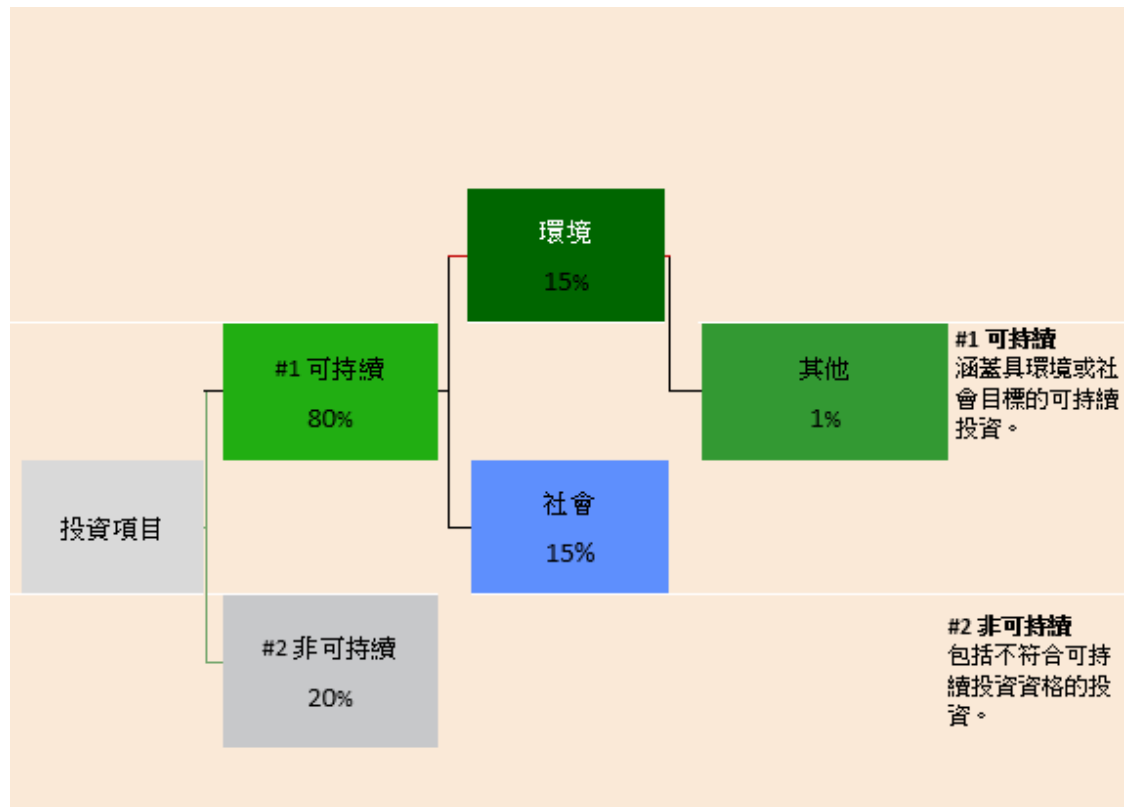 環境
15%
#1 可持續
80%
其他
1%
#1 可持續
涵蓋具環境或社
會目標的可持續
投資。
投資項目
社會
15%
#2 非可持續
20%
#2 非可持續
包括不符合可持
續投資資格的投
資。